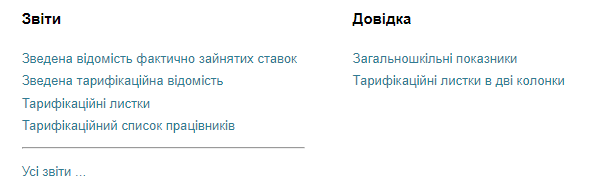 Звіти
Зведена відомість фактично зайнятих ставок
Зведена тарифікаційна відомість
Тарифікаційні листки
Тарифікаційний список працівників
Усі звіти ...
Довідка
Загальношкільні показники
Тарифікаційні листки в дві колонки